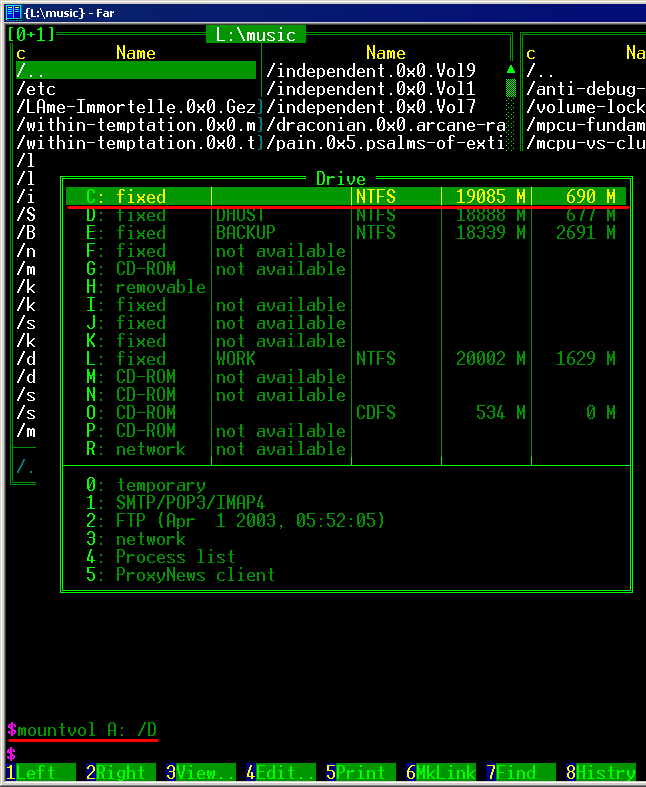 {L:\music} - Far
[0+1] L:\music
c Name Name c Na
/.. /independent.0x0.Vol9 /..
/etc /independent.0x0.Vol1 /anti-debug-
/LAme-Immortelle.0x0.Gez} /independent.0x0.Vol7 /volume-lock
/within-temptation.0x0.m} /draconian.0x0.arcane-ra /mpcu-fundam
/within-temptation.0x0.t} /pain.0x5.psalms-of-exti /mcpu-vs-clu
/l
/l Drive
/i C: fixed NTFS 19085 M 690 M
/S D: fixed DHOST NTFS 18888 M 677 M
/B E: fixed BACKUP NTFS 18339 M 2691 M
/n F: fixed not available
/m G: CD-ROM not available
/k H: removable
/k I: fixed not available
/s J: fixed not available
/k K: fixed not available
/d L: fixed WORK NTFS 20002 M 1629 M
/d M: CD-ROM not available
/s N: CD-ROM not available
/s O: CD-ROM CDFS 534 M 0 M
/m P: CD-ROM not available
R: network not available
/.
0: temporary
1: SMTP/POP3/IMAP4
2: FTP (Apr 1 2003, 05:52:05)
3: network
4: Process list
5: ProxyNews client
$mountvol A: /D
$
1Left 2Right 3View.. 4Edit.. 5Print 6MkLink 7Find 8Histry